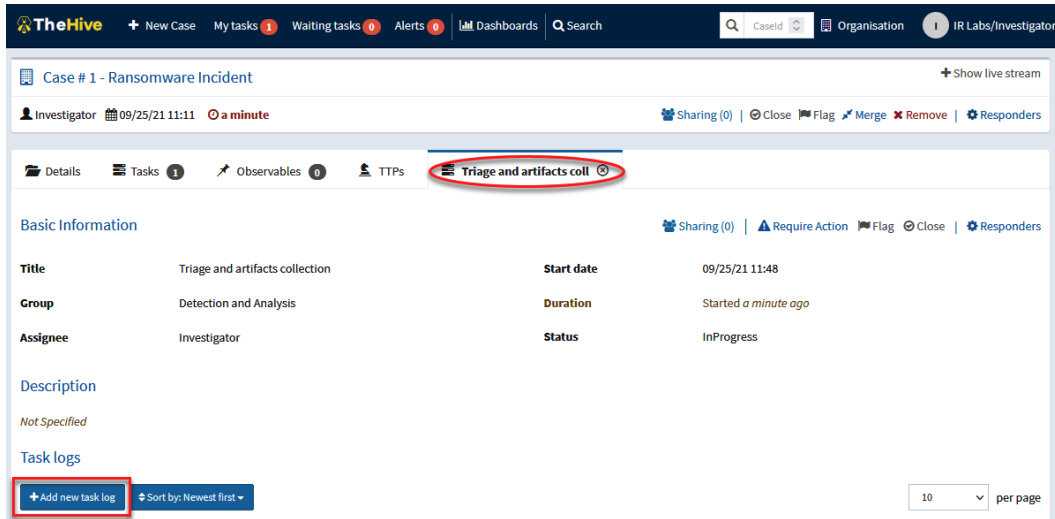 TheHive + New Case My tasks 1 Waiting tasks 0 Alerts 0 Dashboards Search CaseId Organisation I IR Labs/Investigator
Case # 1 - Ransomware Incident + Show live stream
Investigator 09/25/21 11:11 a minute Sharing (0) | Close Flag Merge Remove | Responders
Details Tasks 1 Observables 0 TTPs Triage and artifacts coll
Basic Information Sharing (0) | Require Action Flag Close | Responders
Title Triage and artifacts collection Start date 09/25/21 11:48
Group Detection and Analysis Duration Started a minute ago
Assignee Investigator Status InProgress
Description
Not Specified
Task logs
+ Add new task log Sort by: Newest first 10 per page